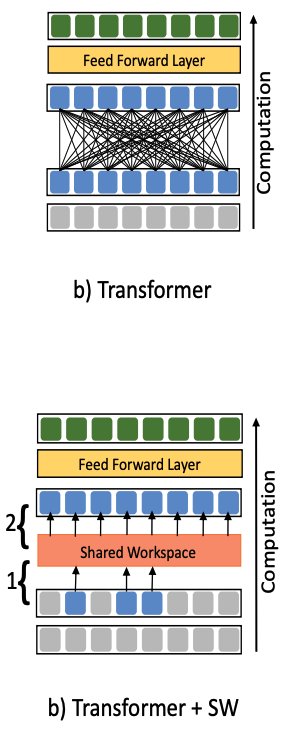 Feed Forward Layer
Computation
b) Transformer
Feed Forward Layer
2
Shared Workspace
1
Computation
b) Transformer + SW